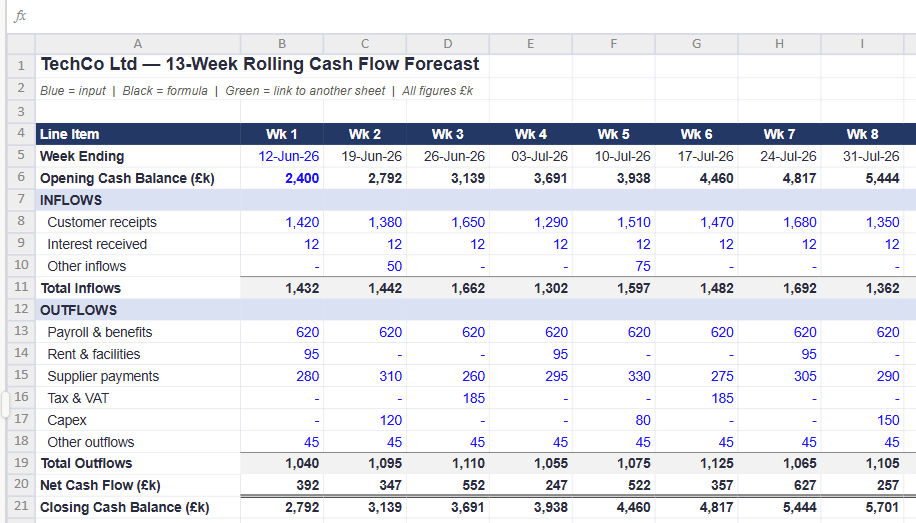 fx
A B C D E F G H I
1 TechCo Ltd — 13-Week Rolling Cash Flow Forecast
2 Blue = input | Black = formula | Green = link to another sheet | All figures £k
3
4 Line Item Wk 1 Wk 2 Wk 3 Wk 4 Wk 5 Wk 6 Wk 7 Wk 8
5 Week Ending 12-Jun-26 19-Jun-26 26-Jun-26 03-Jul-26 10-Jul-26 17-Jul-26 24-Jul-26 31-Jul-26
6 Opening Cash Balance (£k) 2,400 2,792 3,139 3,691 3,938 4,460 4,817 5,444
7 INFLOWS
8 Customer receipts 1,420 1,380 1,650 1,290 1,510 1,470 1,680 1,350
9 Interest received 12 12 12 12 12 12 12 12
10 Other inflows - 50 - - 75 - - -
11 Total Inflows 1,432 1,442 1,662 1,302 1,597 1,482 1,692 1,362
12 OUTFLOWS
13 Payroll & benefits 620 620 620 620 620 620 620 620
14 Rent & facilities 95 - - 95 - - 95 -
15 Supplier payments 280 310 260 295 330 275 305 290
16 Tax & VAT - - 185 - - 185 - -
17 Capex - 120 - - 80 - - 150
18 Other outflows 45 45 45 45 45 45 45 45
19 Total Outflows 1,040 1,095 1,110 1,055 1,075 1,125 1,065 1,105
20 Net Cash Flow (£k) 392 347 552 247 522 357 627 257
21 Closing Cash Balance (£k) 2,792 3,139 3,691 3,938 4,460 4,817 5,444 5,701